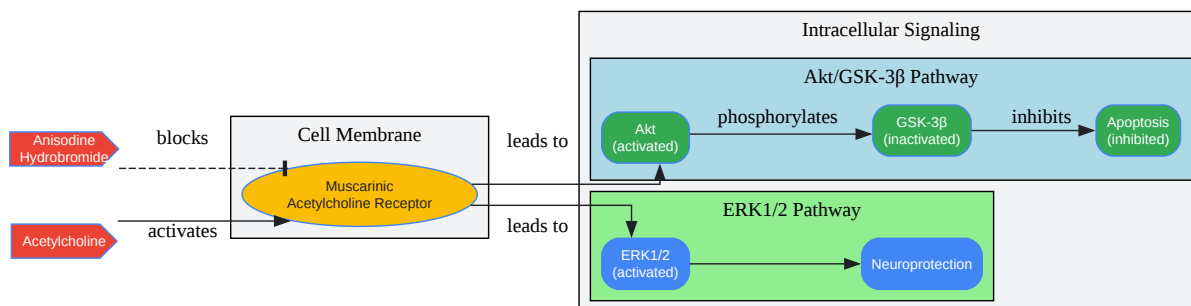 Intracellular Signaling
Akt/GSK-3β Pathway
Anisodine
Hydrobromide
blocks
Cell Membrane
leads to
Akt
(activated)
phosphorylates
GSK-3β
(inactivated)
inhibits
Apoptosis
(inhibited)
Muscarinic
Acetylcholine Receptor
Acetylcholine
activates
leads to
ERK1/2 Pathway
ERK1/2
(activated)
Neuroprotection